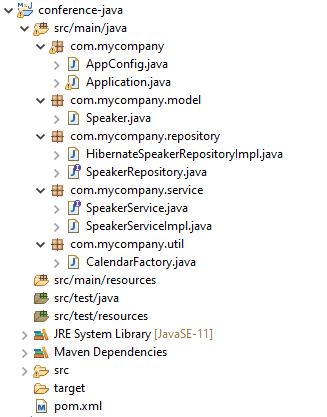 conference-java
src/main/java
com.mycompany
AppConfig.java
Application.java
com.mycompany.model
Speaker.java
com.mycompany.repository
HibernateSpeakerRepositoryImpl.java
SpeakerRepository.java
com.mycompany.service
SpeakerService.java
SpeakerServiceImpl.java
com.mycompany.util
CalendarFactory.java
src/main/resources
src/test/java
src/test/resources
JRE System Library [JavaSE-11]
Maven Dependencies
src
target
pom.xml